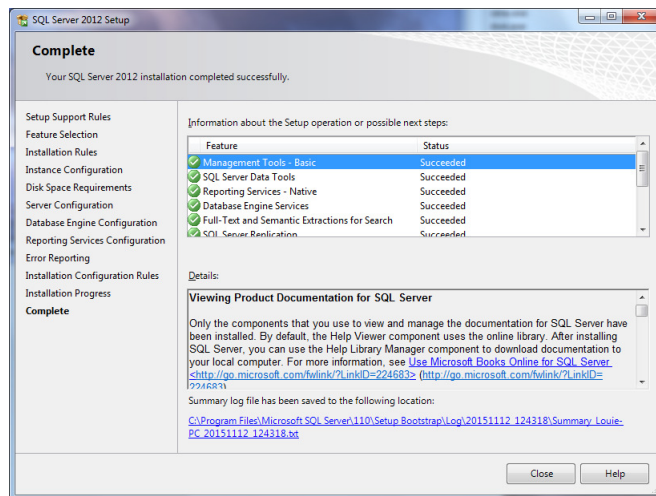 SQL Server 2012 Setup
Complete
Your SQL Server 2012 installation completed successfully.
Setup Support Rules
Feature Selection
Installation Rules
Instance Configuration
Disk Space Requirements
Server Configuration
Database Engine Configuration
Reporting Services Configuration
Error Reporting
Installation Configuration Rules
Installation Progress
Complete
Information about the Setup operation or possible next steps:
Feature Status
Management Tools - Basic Succeeded
SQL Server Data Tools Succeeded
Reporting Services - Native Succeeded
Database Engine Services Succeeded
Full-Text and Semantic Extractions for Search Succeeded
SQL Server Replication Succeeded
Details:
Viewing Product Documentation for SQL Server
Only the components that you use to view and manage the documentation for SQL Server have
been installed. By default, the Help Viewer component uses the online library. After installing
SQL Server, you can use the Help Library Manager component to download documentation to
your local computer. For more information, see Use Microsoft Books Online for SQL Server
<http://go.microsoft.com/fwlink/?LinkID=224683> (http://go.microsoft.com/fwlink/?LinkID=
224683)
Summary log file has been saved to the following location:
C:\Program Files\Microsoft SQL Server\110\Setup Bootstrap\Log\20151112_124318\Summary_Louie-
PC_20151112_124318.txt
Close Help